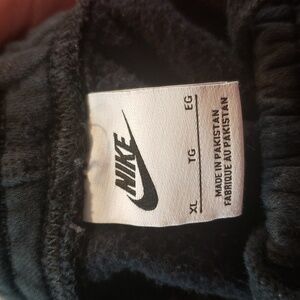 NIKE
XL TG EG
MADE IN PAKISTAN
FABRIQUE AU PAKISTAN